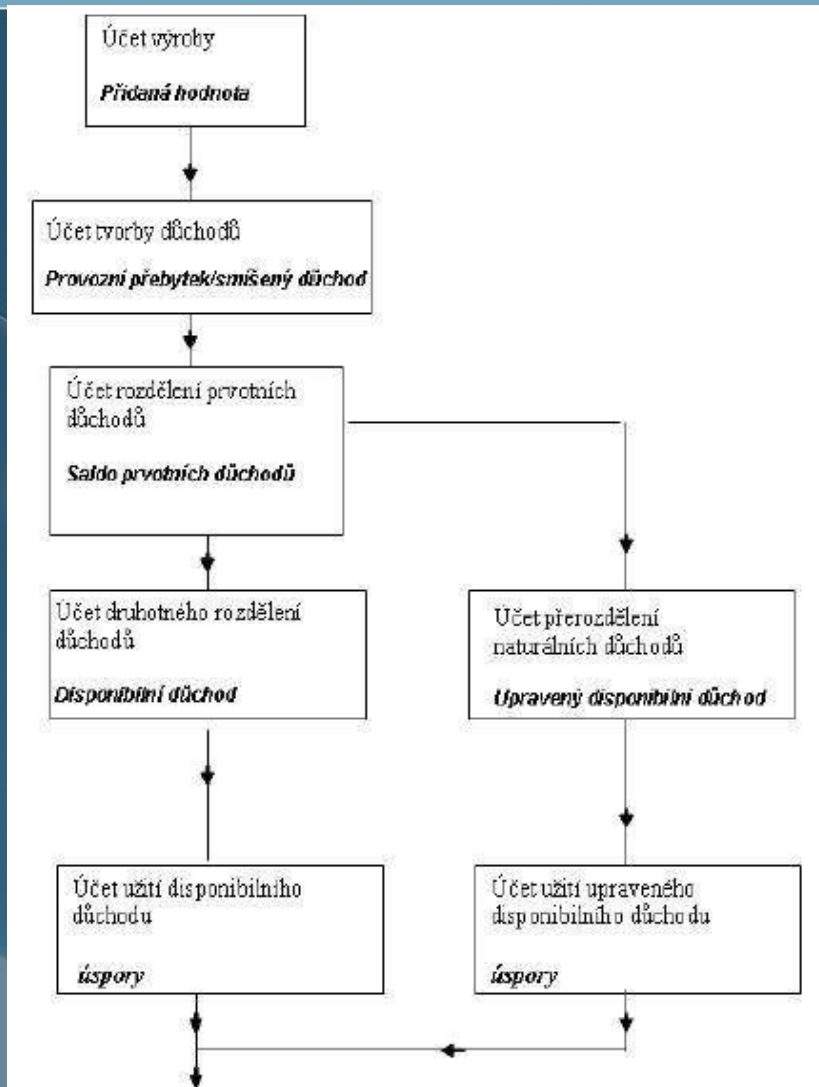 Účet výroby
Přidaná hodnota
Účet tvorby důchodů
Provozní přebytek/smíšený důchod
Účet rozdělení prvotních
důchodů
Saldo prvotních důchodů
Účet druhotného rozdělení
důchodů
Disponibilní důchod
Účet přerozdělení
naturálních důchodů
Upravený disponibilní důchod
Účet užití disponibilního
důchodu
úspory
Účet užití upraveného
disponibilního důchodu
úspory